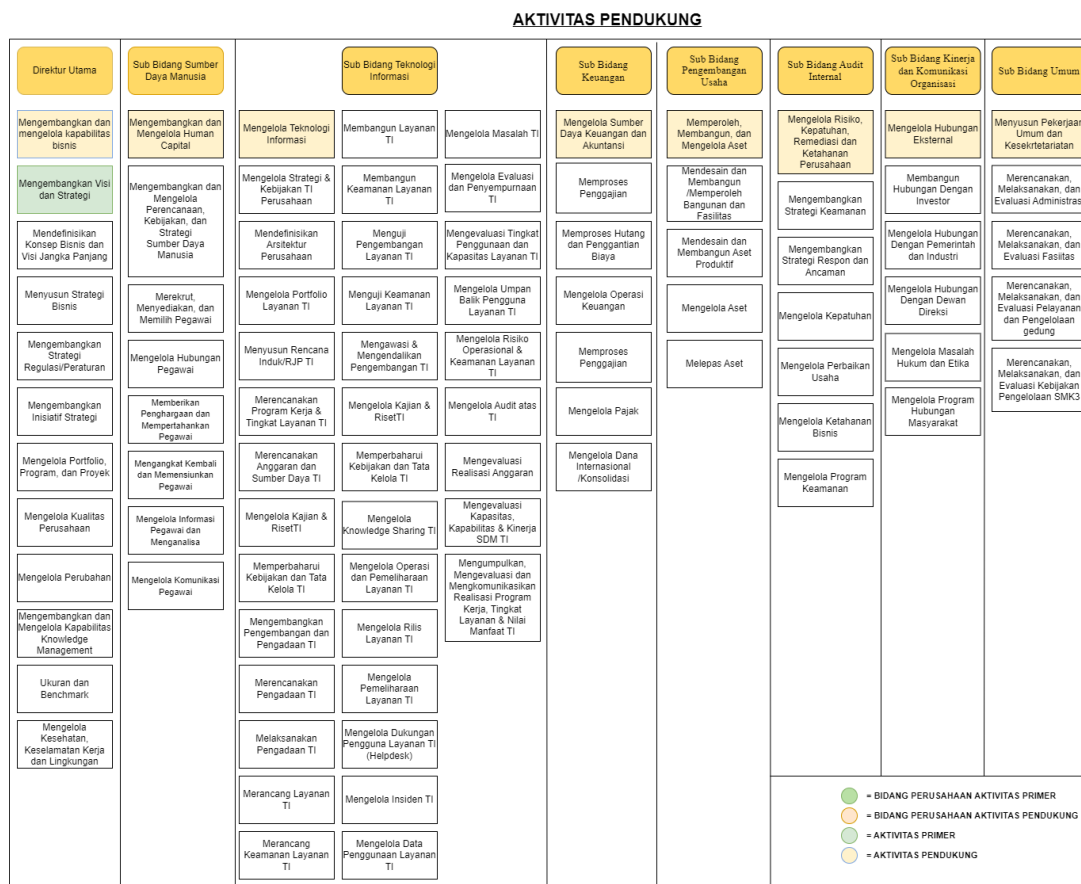 AKTIVITAS PENDUKUNG
Direktur Utama
Mengembangkan dan
mengelola kapabilitas
bisnis
Mengembangkan Visi
dan Strategi
Mendefinisikan
Konsep Bisnis dan
Visi Jangka Panjang
Menyusun Strategi
Bisnis
Mengembangkan
Strategi
Regulasi/Peraturan
Mengembangkan
Inisiatif Strategi
Mengelola Portfolio,
Program, dan Proyek
Mengelola Kualitas
Perusahaan
Mengelola Perubahan
Mengembangkan dan
Mengelola Kapabilitas
Knowledge
Management
Ukuran dan
Benchmark
Mengelola
Kesehatan,
Keselamatan Kerja
dan Lingkungan
Sub Bidang Sumber
Daya Manusia
Mengembangkan dan
Mengelola Human
Capital
Mengembangkan dan
Mengelola
Perencanaan,
Kebijakan, dan
Strategi
Sumber Daya
Manusia
Merekrut,
Menyediakan, dan
Memilih Pegawai
Mengelola Hubungan
Pegawai
Memberikan
Penghargaan dan
Mempertahankan
Pegawai
Mengangkat Kembali
dan Memensiunkan
Pegawai
Mengelola Informasi
Pegawai dan
Menganalisa
Mengelola Komunikasi
Pegawai
Sub Bidang Teknologi
Informasi
Mengelola Teknologi
Informasi
Mengelola Strategi &
Kebijakan TI
Perusahaan
Mendefinisikan
Arsitektur
Perusahaan
Mengelola Portfolio
Layanan TI
Menyusun Rencana
Induk/RJP TI
Merencanakan
Program Kerja &
Tingkat Layanan TI
Merencanakan
Anggaran dan
Sumber Daya TI
Mengelola Kajian &
RisetTI
Memperbaharui
Kebijakan dan Tata
Kelola TI
Mengembangkan
Pengembangan dan
Pengadaan TI
Merencanakan
Pengadaan TI
Melaksanakan
Pengadaan TI
Merancang Layanan
TI
Merancang
Keamanan Layanan
TI
Membangun Layanan
TI
Membangun
Keamanan Layanan
TI
Menguji
Pengembangan
Layanan TI
Menguji Keamanan
Layanan TI
Mengawasi &
Mengendalikan
Pengembangan TI
Mengelola Kajian &
RisetTI
Memperbaharui
Kebijakan dan Tata
Kelola TI
Mengelola
Knowledge Sharing TI
Mengelola Operasi
dan Pemeliharaan
Layanan TI
Mengelola Rilis
Layanan TI
Mengelola
Pemeliharaan
Layanan TI
Mengelola Dukungan
Pengguna Layanan TI
(Helpdesk)
Mengelola Insiden TI
Mengelola Data
Penggunaan Layanan
TI
Mengelola Masalah TI
Mengelola Evaluasi
dan Penyempurnaan
TI
Mengevaluasi Tingkat
Penggunaan dan
Kapasitas Layanan TI
Mengelola Umpan
Balik Pengguna
Layanan TI
Mengelola Risiko
Operasional &
Keamanan Layanan
TI
Mengelola Audit atas
TI
Mengevaluasi
Realisasi Anggaran
Mengevaluasi
Kapasitas,
Kapabilitas & Kinerja
SDM TI
Mengumpulkan,
Mengevaluasi dan
Mengkomunikasikan
Realisasi Program
Kerja, Tingkat
Layanan & Nilai
Manfaat TI
Sub Bidang
Keuangan
Mengelola Sumber
Daya Keuangan dan
Akuntansi
Memproses
Penggajian
Memproses Hutang
dan Penggantian
Biaya
Mengelola Operasi
Keuangan
Memproses
Penggajian
Mengelola Pajak
Mengelola Dana
Internasional
/Konsolidasi
Sub Bidang
Pengembangan
Usaha
Memperoleh,
Membangun, dan
Mengelola Aset
Mendesain dan
Membangun
/Memperoleh
Bangunan dan
Fasilitas
Mendesain dan
Membangun Aset
Produktif
Mengelola Aset
Melepas Aset
Sub Bidang Audit
Internal
Mengelola Risiko,
Kepatuhan,
Remediasi dan
Ketahanan
Perusahaan
Mengembangkan
Strategi Keamanan
Mengembangkan
Strategi Respon dan
Ancaman
Mengelola Kepatuhan
Mengelola Perbaikan
Usaha
Mengelola Ketahanan
Bisnis
Mengelola Program
Keamanan
Sub Bidang Kinerja
dan Komunikasi
Organisasi
Mengelola Hubungan
Eksternal
Membangun
Hubungan Dengan
Investor
Mengelola Hubungan
Dengan Pemerintah
dan Industri
Mengelola Hubungan
Dengan Dewan
Direksi
Mengelola Masalah
Hukum dan Etika
Mengelola Program
Hubungan
Masyarakat
Sub Bidang Umum
Menyusun Pekerjaan
Umum dan
Kesekrtetariatan
Merencanakan,
Melaksanakan, dan
Evaluasi Administras
Merencanakan,
Melaksanakan, dan
Evaluasi Fasiitas
Merencanakan,
Melaksanakan, dan
Evaluasi Pelayanan
dan Pengelolaan
gedung
Merencanakan,
Melaksanakan, dan
Evaluasi Kebijakan
Pengelolaan SMK3
= BIDANG PERUSAHAAN AKTIVITAS PRIMER
= BIDANG PERUSAHAAN AKTIVITAS PENDUKUNG
= AKTIVITAS PRIMER
= AKTIVITAS PENDUKUNG